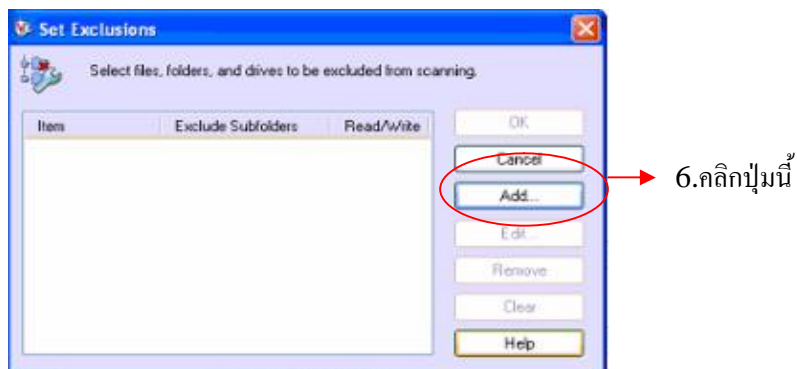 Set Exclusions
Select files, folders, and drives to be excluded from scanning.
Item Exclude Subfolders Read/Write
OK
Cancel
Add...
Edit...
Remove
Clear
Help
6.คลิกปุ่มนี้